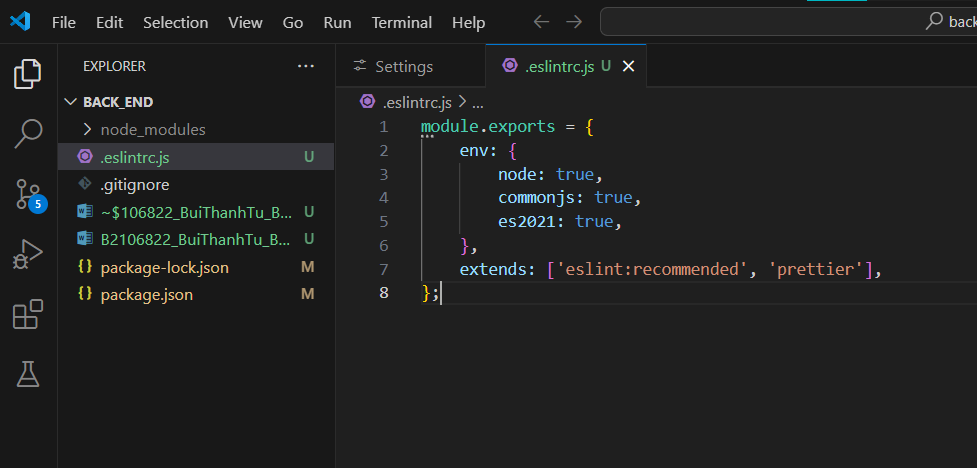 File Edit Selection View Go Run Terminal Help
back
EXPLORER
Settings
.eslintrc.js U
BACK_END
.eslintrc.js > ...
node_modules
.eslintrc.js U
.gitignore
~$106822_BuiThanhTu_B... U
B2106822_BuiThanhTu_B... U
package-lock.json M
package.json M
5
1 module.exports = {
2 env: {
3 node: true,
4 commonjs: true,
5 es2021: true,
6 },
7 extends: ['eslint:recommended', 'prettier'],
8 };